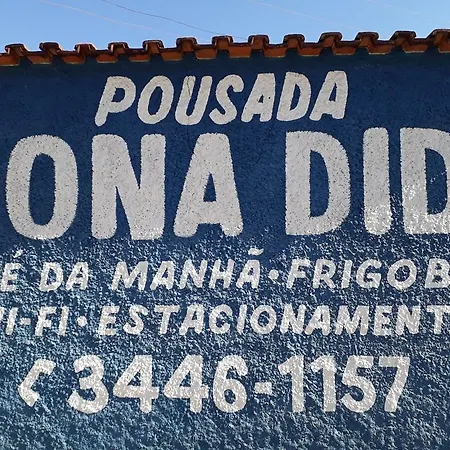 POUSADA
ONA DID
É DA MANHÃ · FRIGOB
I-FI · ESTACIONAMENT
3446-1157